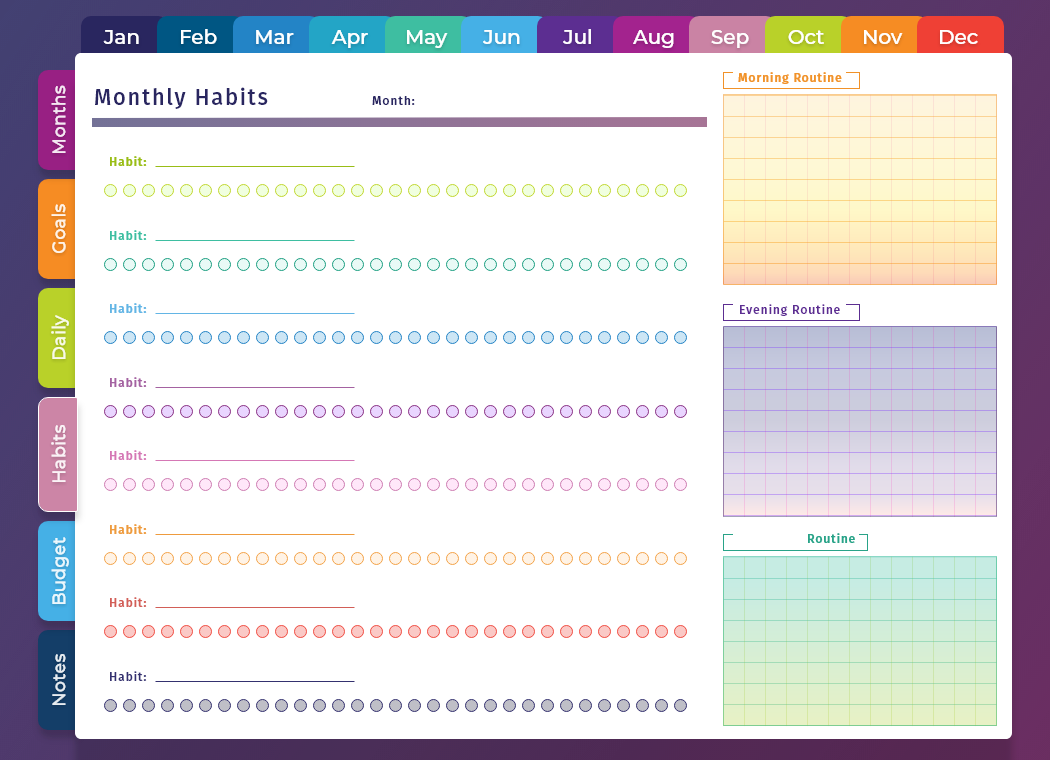 Jan Feb Mar Apr May Jun Jul Aug Sep Oct Nov Dec
Months
Goals
Daily
Habits
Budget
Notes
Monthly Habits Month:
Habit:
Habit:
Habit:
Habit:
Habit:
Habit:
Habit:
Habit:
Morning Routine
Evening Routine
Routine